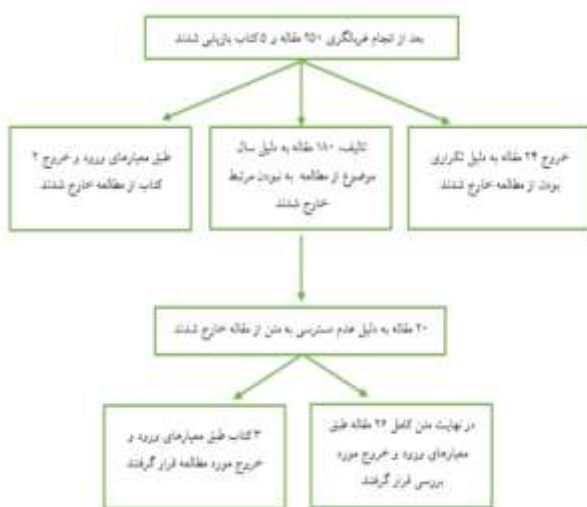 بعد از انجام غربالگری ۲۵۰ مقاله و ۵ کتاب بازیابی شدند
خروج ۲۴ مقاله به دلیل تکراری
بودن از مطالعه خارج شدند
تالیف، ۱۸۰ مقاله به دلیل سال
موضوع از مطالعه به نبودن مرتبط
خارج شدند
طبق معیارهای ورود و خروج ۲
کتاب از مطالعه خارج شدند
۲۰ مقاله به دلیل عدم دسترسی به متن از مقاله خارج شدند
در نهایت متن کامل ۲۶ مقاله طبق
معیارهای ورود و خروج مورد
بررسی قرار گرفتند
۳ کتاب طبق معیارهای ورود و
خروج مورد مطالعه قرار گرفتند